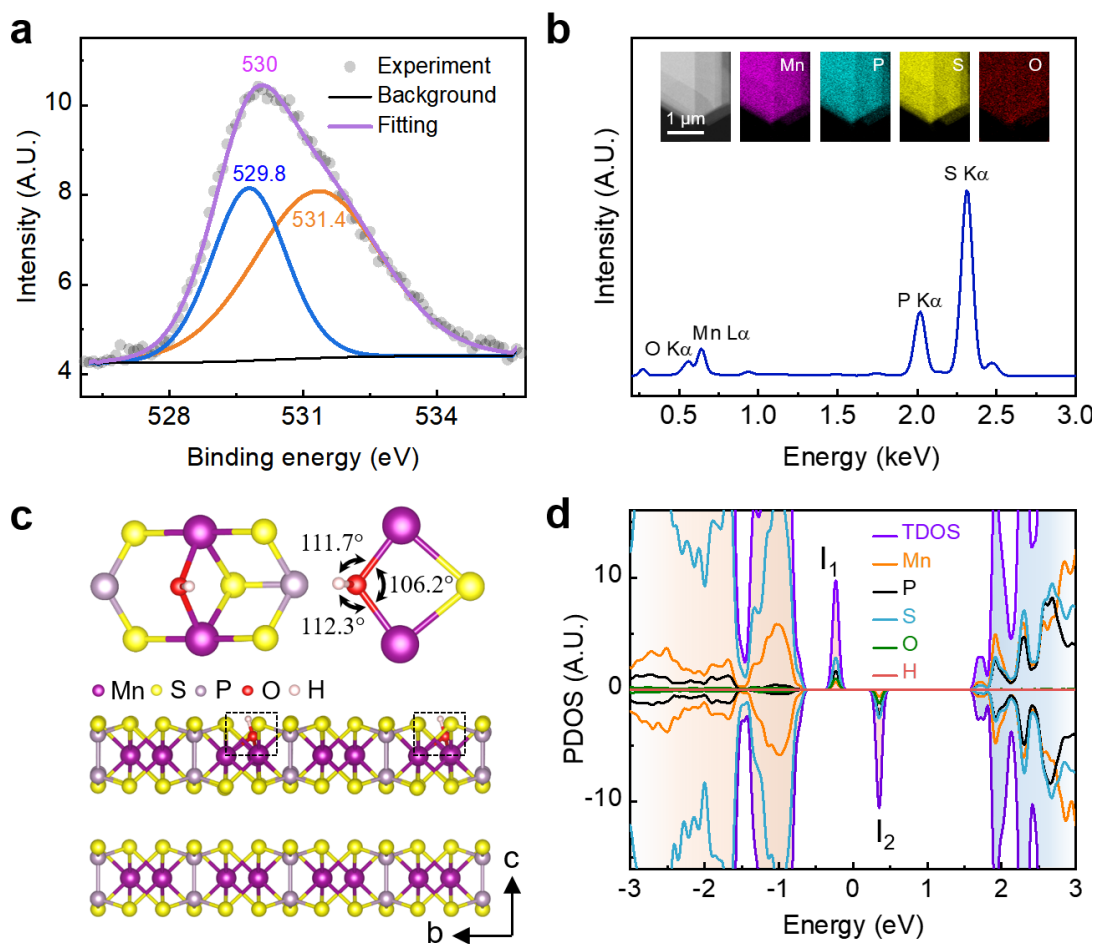 a
530
Experiment
Background
Fitting
529.8
531.4
10
8
6
4
Intensity (A.U.)
528
531
534
Binding energy (eV)
b
Mn
P
S
O
1 µm
S Kα
P Kα
Mn Lα
O Kα
Intensity (A.U.)
0.5
1.0
1.5
2.0
2.5
3.0
Energy (keV)
c
111.7°
106.2°
112.3°
Mn
S
P
O
H
c
b
d
TDOS
Mn
P
S
O
H
I1
I2
10
0
-10
PDOS (A.U.)
-3
-2
-1
0
1
2
3
Energy (eV)